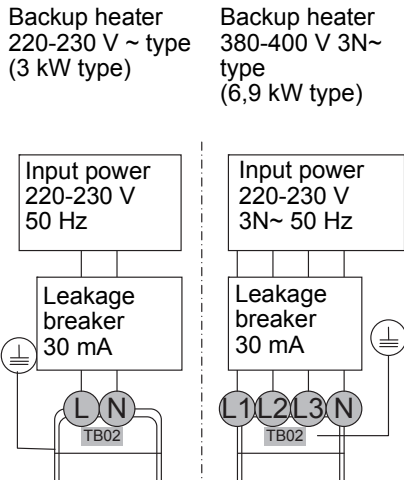 Backup heater
220-230 V ~ type
(3 kW type)
Backup heater
380-400 V 3N~
type
(6,9 kW type)
Input power
220-230 V
50 Hz
Input power
220-230 V
3N~ 50 Hz
Leakage
breaker
30 mA
Leakage
breaker
30 mA
L N
TB02
L1 L2 L3 N
TB02